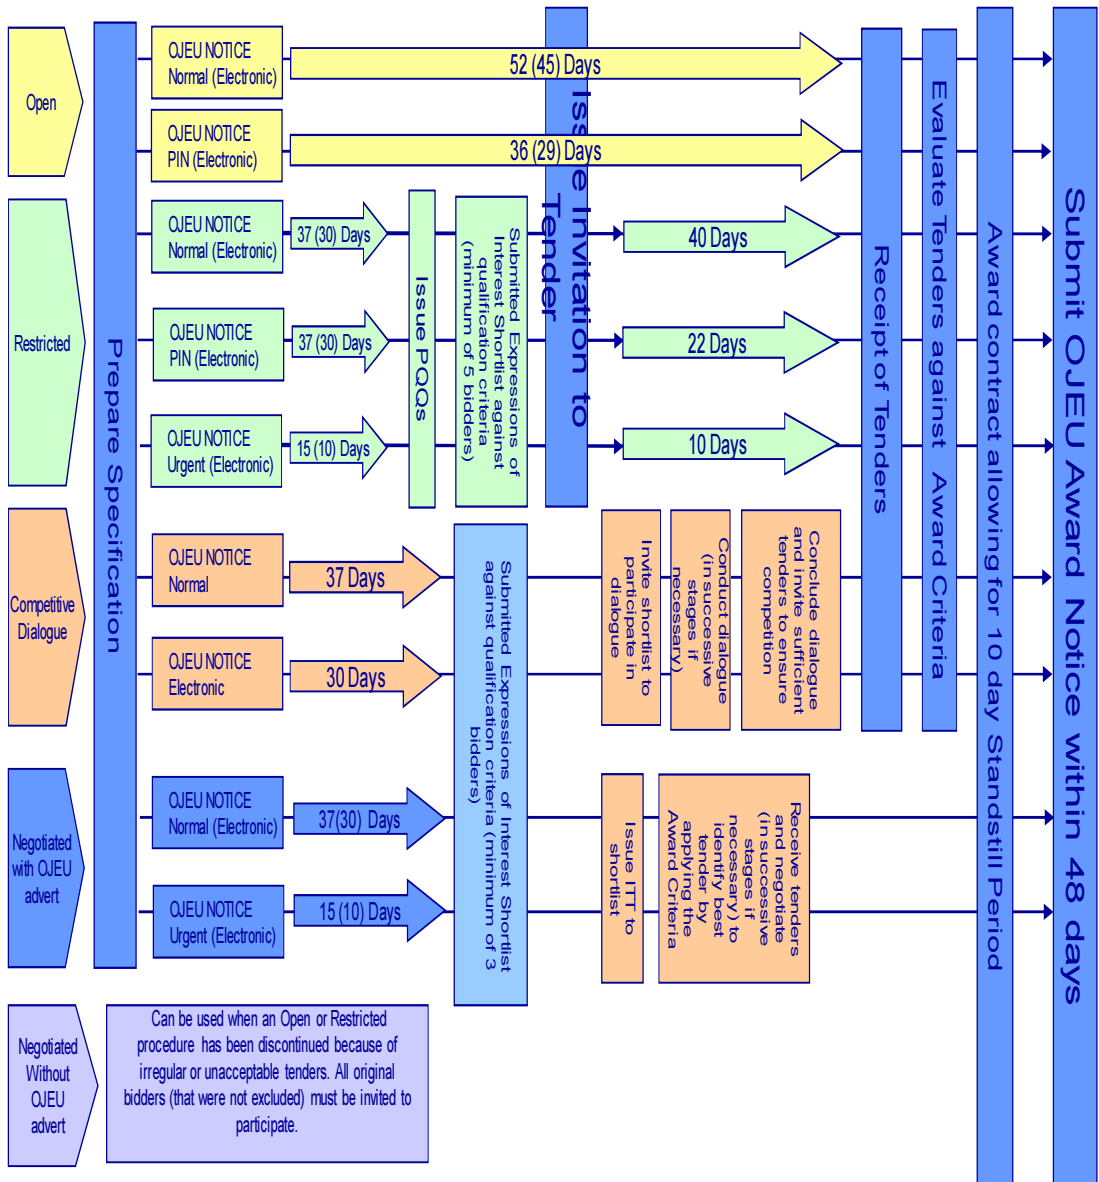 Open
Restricted
Competitive
Dialogue
Negotiated
with OJEU
advert
Negotiated
Without
OJEU
advert
Prepare Specification
OJEU NOTICE
Normal (Electronic)
52 (45) Days
OJEU NOTICE
PIN (Electronic)
36 (29) Days
OJEU NOTICE
Normal (Electronic)
37 (30) Days
40 Days
OJEU NOTICE
PIN (Electronic)
37 (30) Days
22 Days
OJEU NOTICE
Urgent (Electronic)
15 (10) Days
10 Days
Issue PQQs
Submitted Expressions of
Interest Shortlist against
qualification criteria
(minimum of 5 bidders)
Issue Invitation to
Tender
OJEU NOTICE
Normal
37 Days
OJEU NOTICE
Electronic
30 Days
Submitted Expressions of Interest Shortlist
against qualification criteria (minimum of 3
bidders)
Invite shortlist to
participate in
dialogue
Conduct dialogue
(in successive
stages if
necessary)
Conclude dialogue
and invite sufficient
tenders to ensure
competition
OJEU NOTICE
Normal (Electronic)
37(30) Days
OJEU NOTICE
Urgent (Electronic)
15 (10) Days
Issue ITT to
shortlist
Receive tenders
and negotiate
(in successive
stages if
necessary) to
identify best
tender by
applying the
Award Criteria
Receipt of Tenders
Evaluate Tenders against Award Criteria
Award contract allowing for 10 day Standstill Period
Submit OJEU Award Notice within 48 days
Can be used when an Open or Restricted
procedure has been discontinued because of
irregular or unacceptable tenders. All original
bidders (that were not excluded) must be invited to
participate.